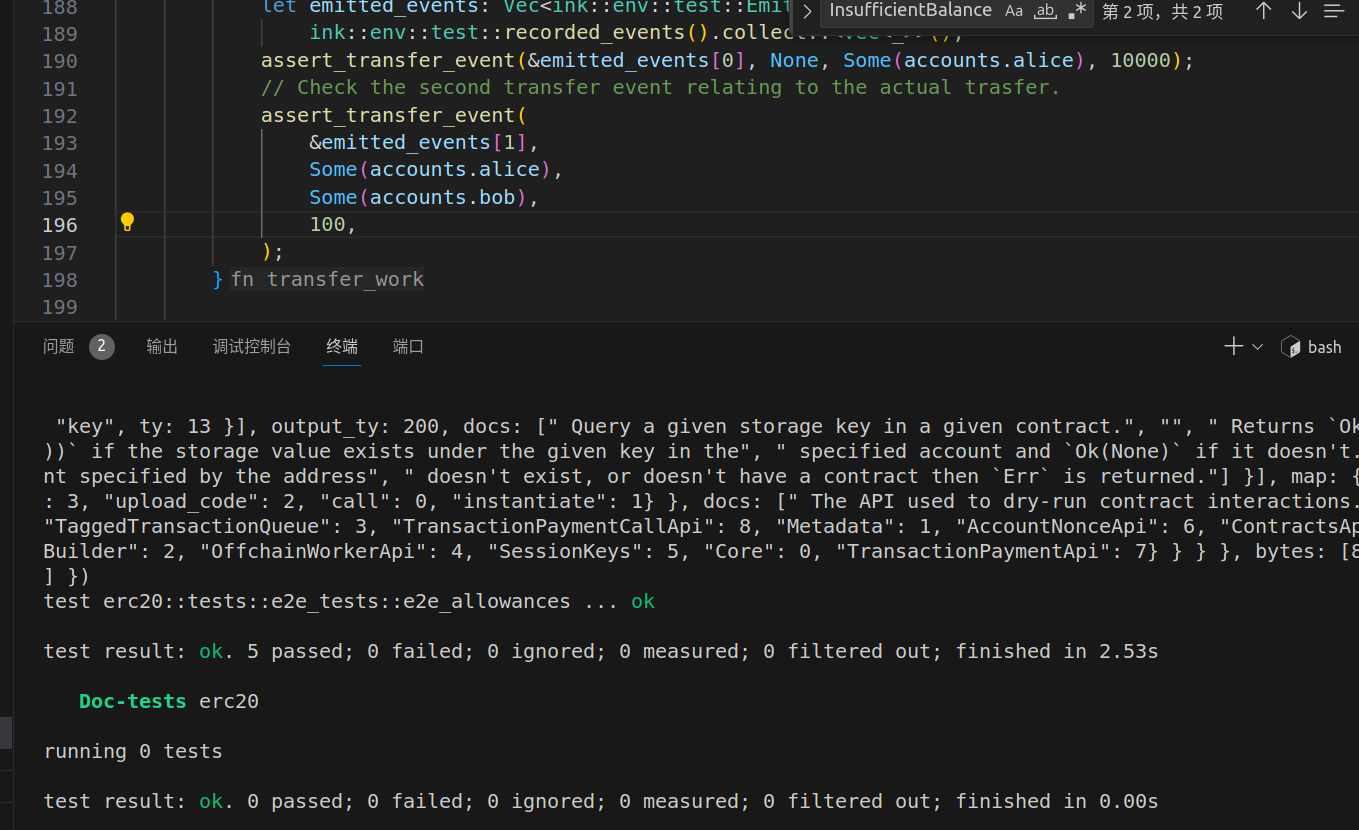 188 let emitted_events: Vec<ink::env::test::Emit
InsufficientBalance Aa ab .* 第 2 项，共 2 项
189 ink::env::test::recorded_events().collect::<Vec<_>>();
190 assert_transfer_event(&emitted_events[0], None, Some(accounts.alice), 10000);
191 // Check the second transfer event relating to the actual trasfer.
192 assert_transfer_event(
193 &emitted_events[1],
194 Some(accounts.alice),
195 Some(accounts.bob),
196 100,
197 );
198 } fn transfer_work
199
问题 2 输出 调试控制台 终端 端口 bash
"key", ty: 13 }], output_ty: 200, docs: [" Query a given storage key in a given contract.", "", " Returns `Ok
))` if the storage value exists under the given key in the", " specified account and `Ok(None)` if it doesn't.
nt specified by the address", " doesn't exist, or doesn't have a contract then `Err` is returned."] }], map: {
: 3, "upload_code": 2, "call": 0, "instantiate": 1} }, docs: [" The API used to dry-run contract interactions.
"TaggedTransactionQueue": 3, "TransactionPaymentCallApi": 8, "Metadata": 1, "AccountNonceApi": 6, "ContractsAp
Builder": 2, "OffchainWorkerApi": 4, "SessionKeys": 5, "Core": 0, "TransactionPaymentApi": 7} } } }, bytes: [8
] })
test erc20::tests::e2e_tests::e2e_allowances ... ok
test result: ok. 5 passed; 0 failed; 0 ignored; 0 measured; 0 filtered out; finished in 2.53s
Doc-tests erc20
running 0 tests
test result: ok. 0 passed; 0 failed; 0 ignored; 0 measured; 0 filtered out; finished in 0.00s